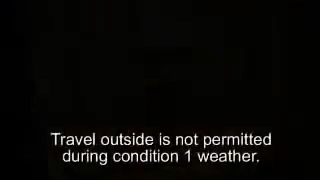 Travel outside is not permitted
during condition 1 weather.